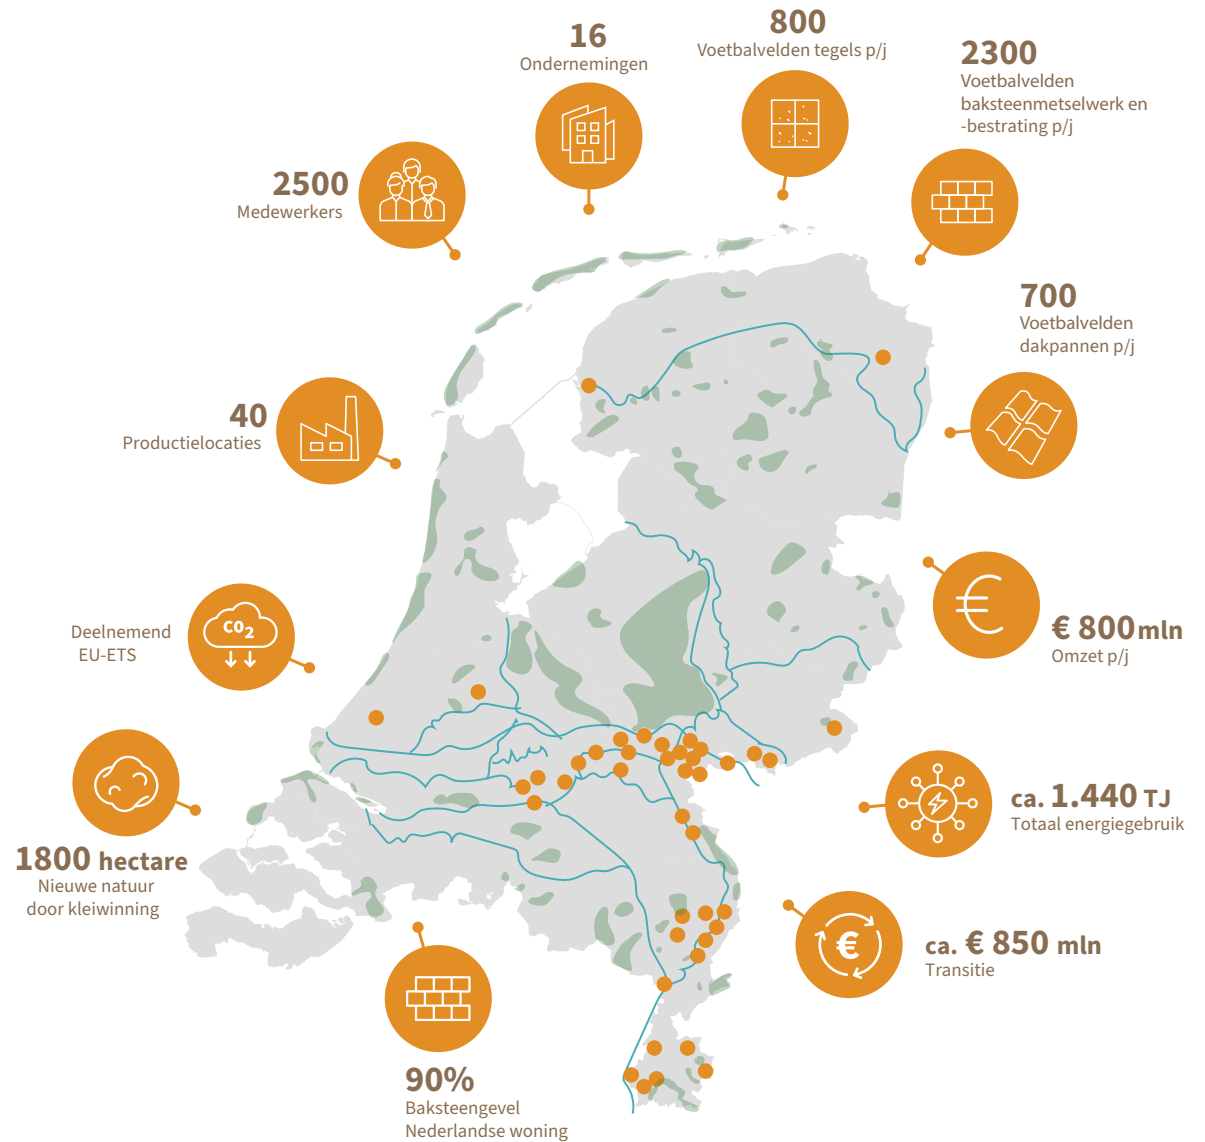 16
Ondernemingen
800
Voetbalvelden tegels p/j
2300
Voetbalvelden
baksteenmetselwerk en
-bestrating p/j
2500
Medewerkers
700
Voetbalvelden
dakpannen p/j
40
Productielocaties
Deelnemend
EU-ETS
CO2
€ 800mln
Omzet p/j
ca. 1.440 TJ
Totaal energiegebruik
1800 hectare
Nieuwe natuur
door kleiwinning
ca. € 850 mln
Transitie
90%
Baksteengevel
Nederlandse woning